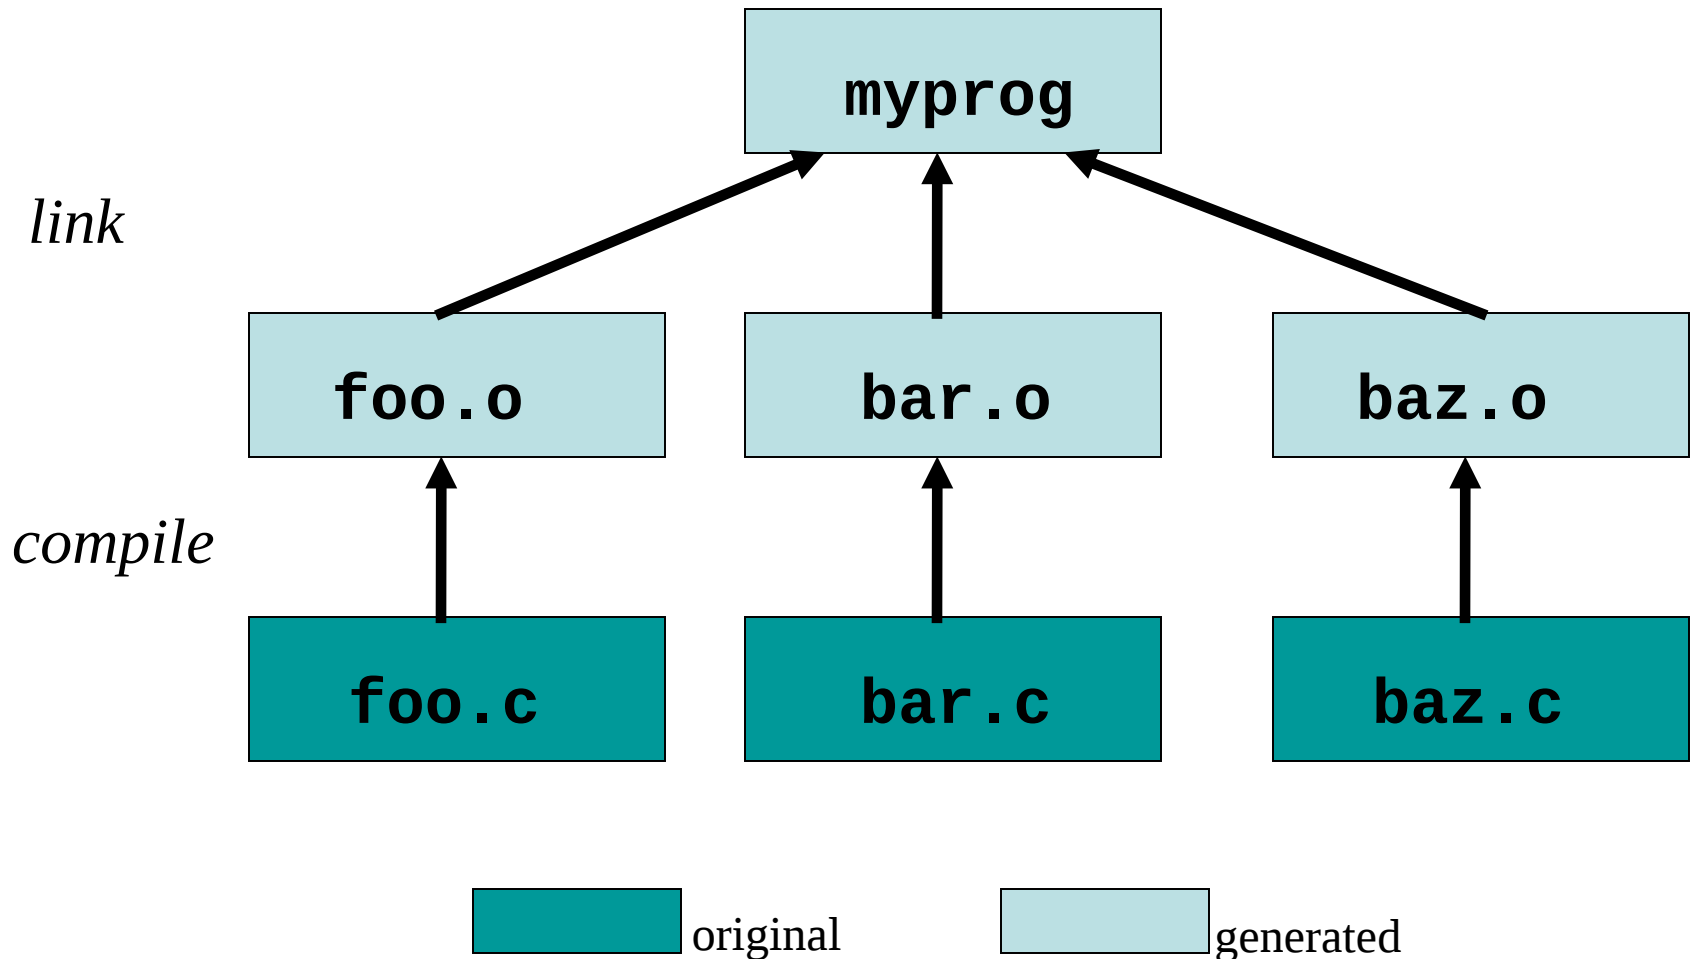 myprog
link
foo.o
bar.o
baz.o
compile
foo.c
bar.c
baz.c
original
generated